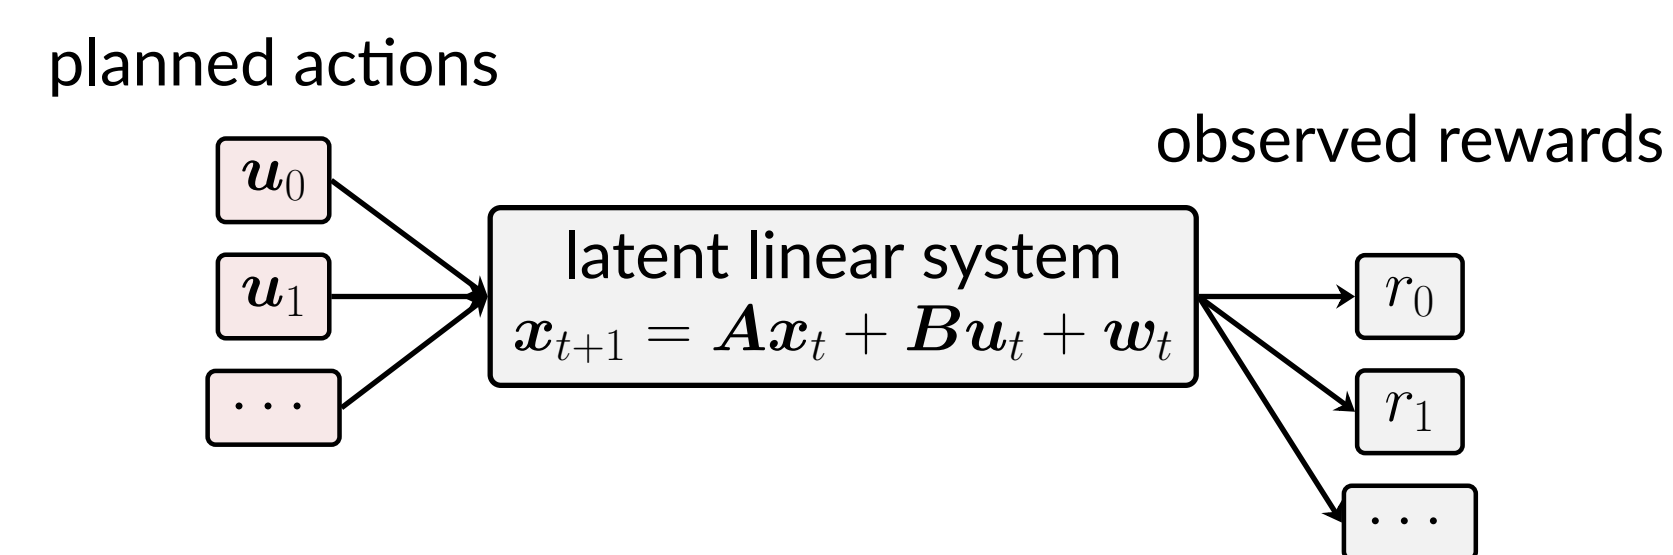 planned actions
observed rewards
u₀
u₁
···
latent linear system
xₜ₊₁ = Axₜ + Buₜ + wₜ
r₀
r₁
···